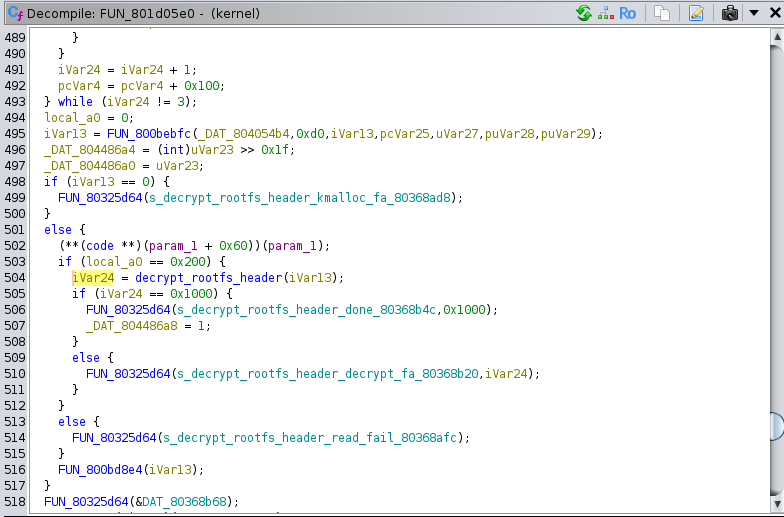 Decompile: FUN_801d05e0 - (kernel)
Ro
489 }
490 }
491 iVar24 = iVar24 + 1;
492 pcVar4 = pcVar4 + 0x100;
493 } while (iVar24 != 3);
494 local_a0 = 0;
495 iVar13 = FUN_800bebfc(_DAT_804054b4,0xd0,iVar13,pcVar25,uVar27,puVar28,puVar29);
496 _DAT_804486a4 = (int)uVar23 >> 0x1f;
497 _DAT_804486a0 = uVar23;
498 if (iVar13 == 0) {
499 FUN_80325d64(s_decrypt_rootfs_header_kmalloc_fa_80368ad8);
500 }
501 else {
502 (**(code **)(param_1 + 0x60))(param_1);
503 if (local_a0 == 0x200) {
504 iVar24 = decrypt_rootfs_header(iVar13);
505 if (iVar24 == 0x1000) {
506 FUN_80325d64(s_decrypt_rootfs_header_done_80368b4c,0x1000);
507 _DAT_804486a8 = 1;
508 }
509 else {
510 FUN_80325d64(s_decrypt_rootfs_header_decrypt_fa_80368b20,iVar24);
511 }
512 }
513 else {
514 FUN_80325d64(s_decrypt_rootfs_header_read_fail_80368afc);
515 }
516 FUN_800bd8e4(iVar13);
517 }
518 FUN_80325d64(&DAT_80368b68);